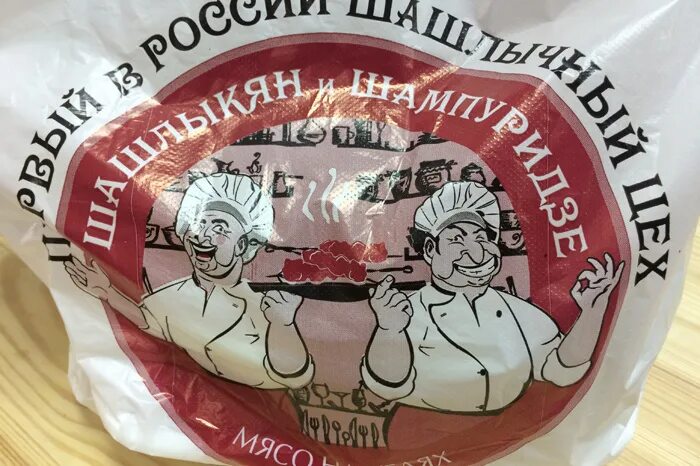 ПЕРВЫЙ В РОССИИ ШАШЛЫЧНЫЙ ЦЕХ
ШАШЛЫКЯН И ШАМПУРИДЗЕ
МЯСО